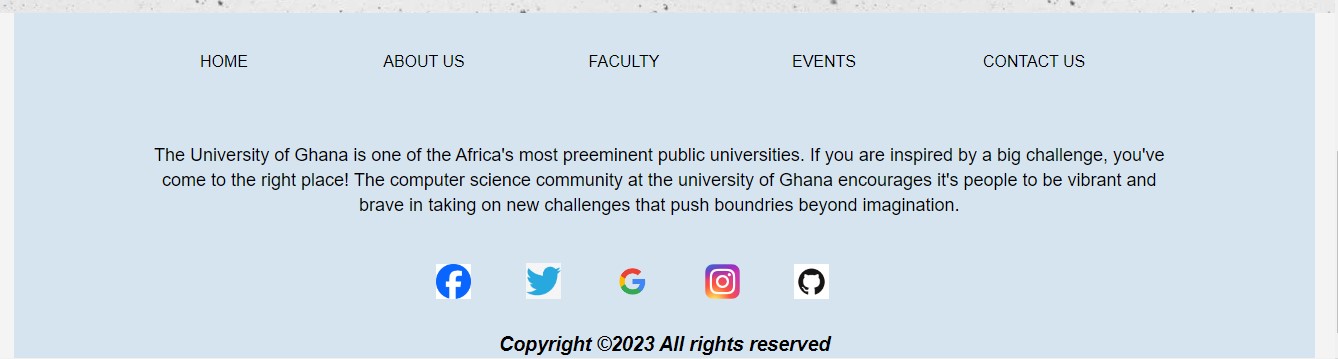 HOME ABOUT US FACULTY EVENTS CONTACT US
The University of Ghana is one of the Africa's most preeminent public universities. If you are inspired by a big challenge, you've
come to the right place! The computer science community at the university of Ghana encourages it's people to be vibrant and
brave in taking on new challenges that push boundries beyond imagination.
Copyright ©2023 All rights reserved